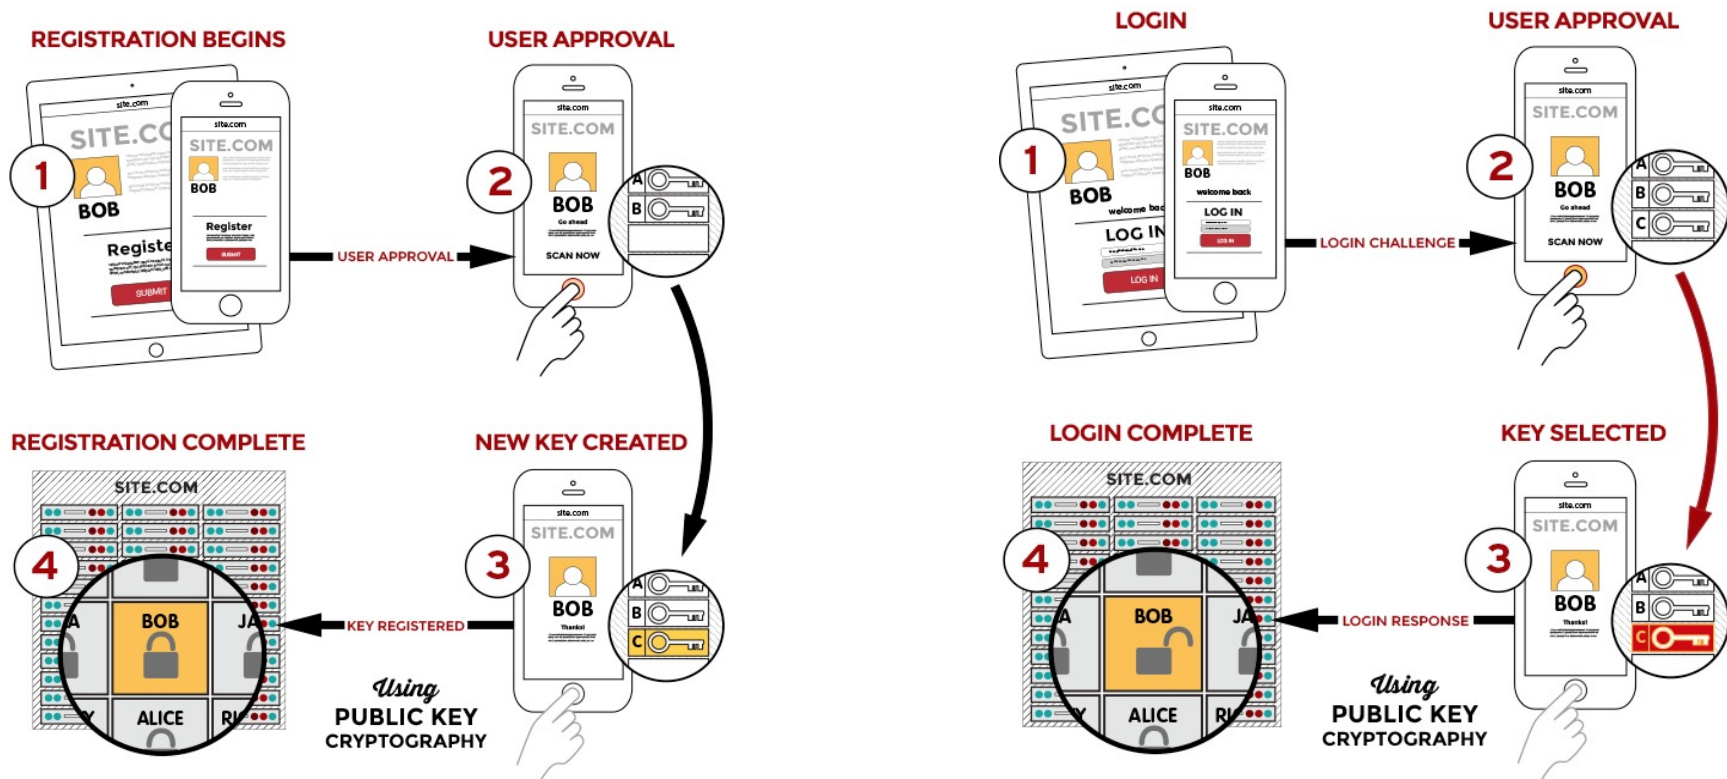 REGISTRATION BEGINS
site.com
SITE.CO
BOB
Registe
SUBMIT
site.com
SITE.COM
BOB
Register
SUBMIT
1
USER APPROVAL
USER APPROVAL
site.com
SITE.COM
2
BOB
Go ahead
SCAN NOW
A
B
NEW KEY CREATED
site.com
SITE.COM
3
BOB
Thanks!
A
B
C
KEY REGISTERED
REGISTRATION COMPLETE
SITE.COM
4
A
BOB
JA
Y
ALICE
RI
Using
PUBLIC KEY
CRYPTOGRAPHY
LOGIN
site.com
SITE.C
BOB
welcome bac
LOG IN
LOG IN
site.com
SITE.COM
BOB
welcome back
LOG IN
LOG IN
1
LOGIN CHALLENGE
USER APPROVAL
site.com
SITE.COM
2
BOB
Go ahead
SCAN NOW
A
B
C
KEY SELECTED
site.com
SITE.COM
3
BOB
Thanks!
A
B
C
LOGIN RESPONSE
LOGIN COMPLETE
SITE.COM
4
A
BOB
JA
Y
ALICE
RI
Using
PUBLIC KEY
CRYPTOGRAPHY